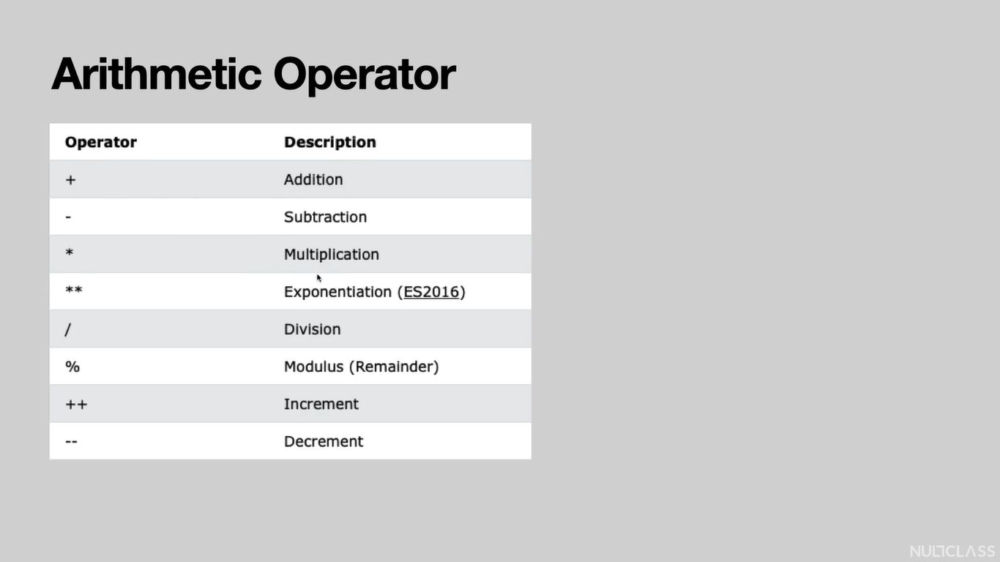 Arithmetic Operator
Operator Description
+ Addition
- Subtraction
* Multiplication
** Exponentiation (ES2016)
/ Division
% Modulus (Remainder)
++ Increment
-- Decrement
NULLCLASS